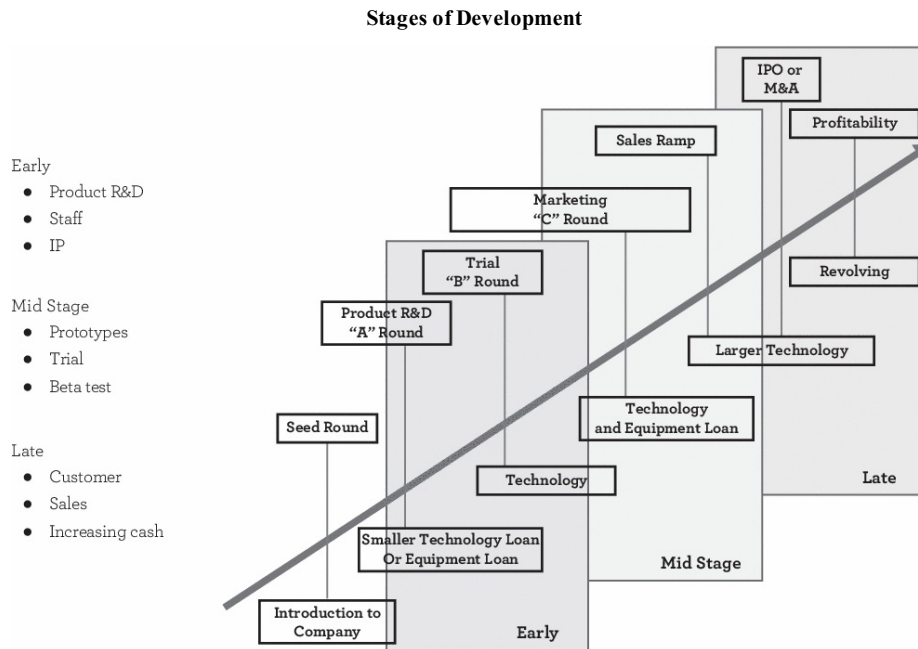 Stages of Development
Early
● Product R&D
● Staff
● IP
Mid Stage
● Prototypes
● Trial
● Beta test
Late
● Customer
● Sales
● Increasing cash
IPO or
M&A
Profitability
Sales Ramp
Marketing
“C” Round
Trial
“B” Round
Revolving
Product R&D
“A” Round
Larger Technology
Seed Round
Technology
and Equipment Loan
Technology
Late
Smaller Technology Loan
Or Equipment Loan
Mid Stage
Introduction to
Company
Early